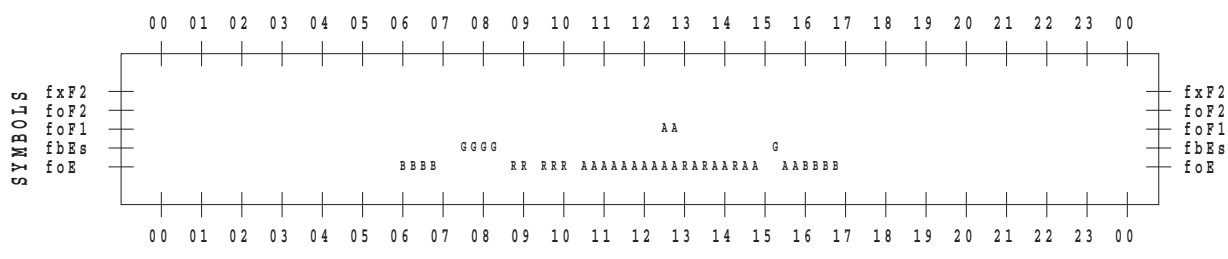 00 01 02 03 04 05 06 07 08 09 10 11 12 13 14 15 16 17 18 19 20 21 22 23 00
SYMBOLS
fxF2 fxF2
foF2 foF2
foF1 AA foF1
fbEs GGGG G fbEs
foE BBBB RR RRR AAAAAAAAAARARAARAA AABBBB foE
00 01 02 03 04 05 06 07 08 09 10 11 12 13 14 15 16 17 18 19 20 21 22 23 00